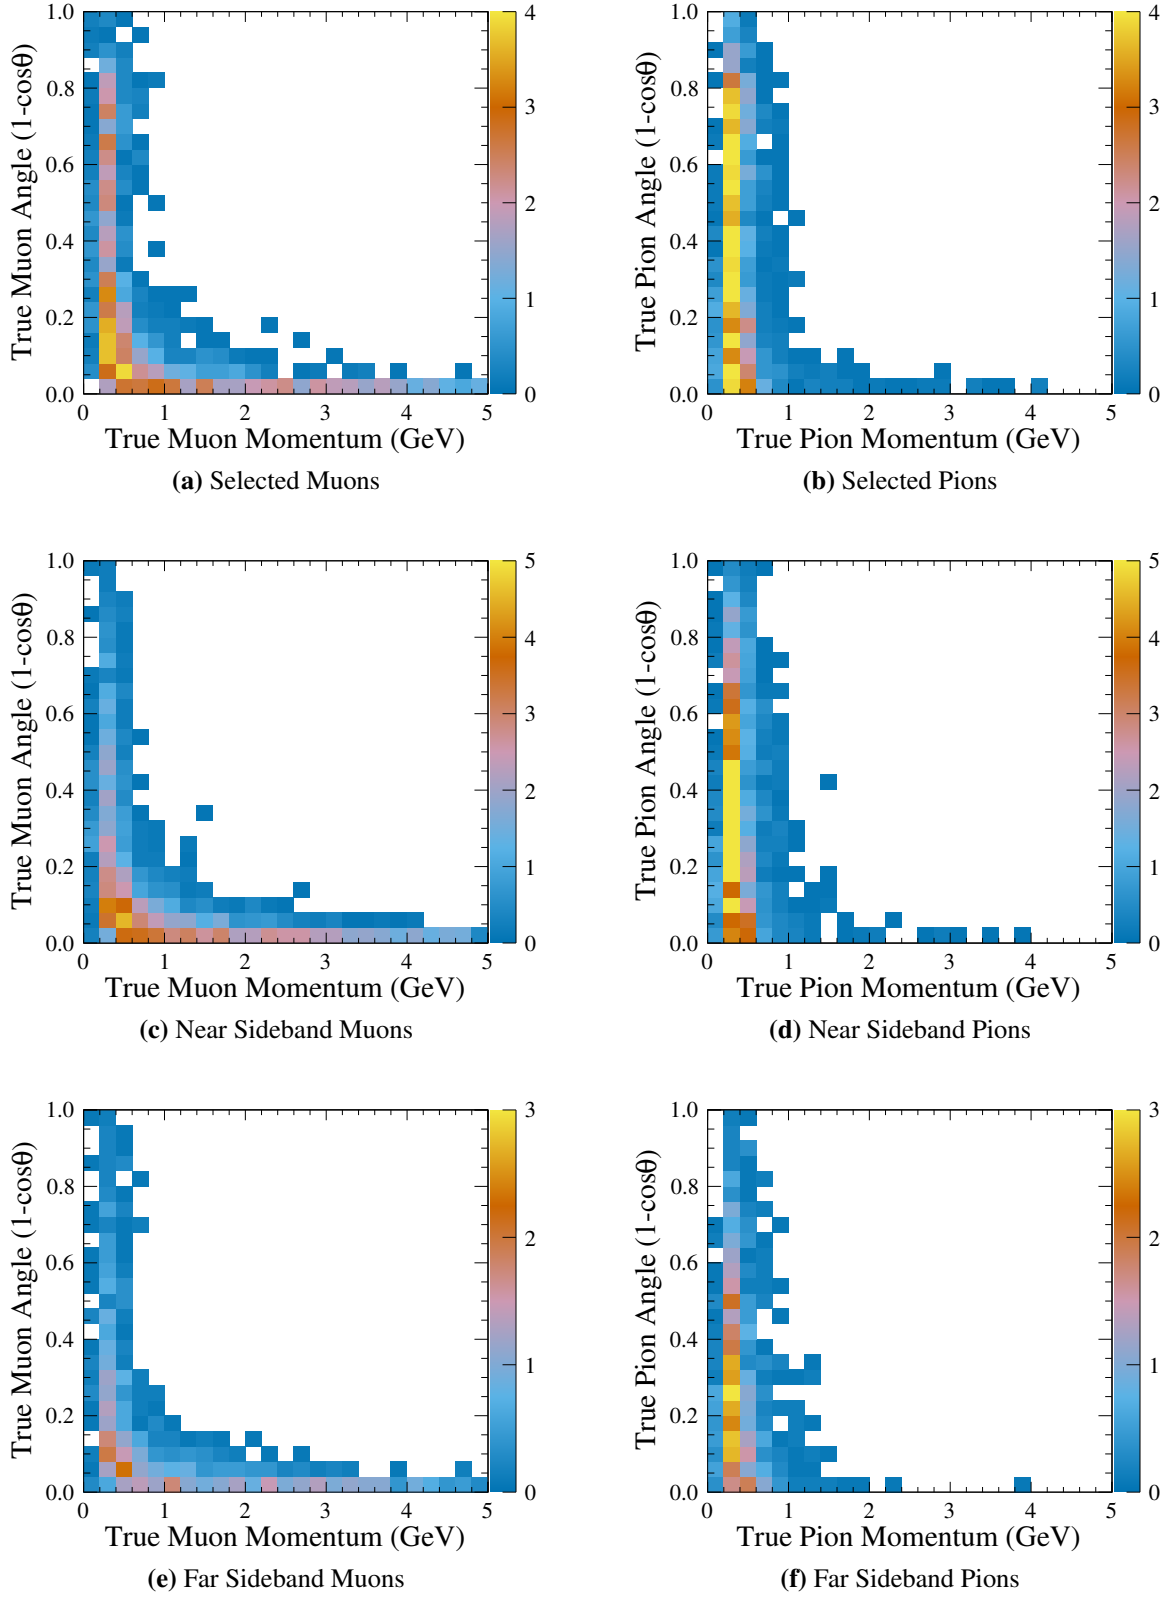 True Muon Angle (1-cosθ)
1.0
0.8
0.6
0.4
0.2
0.0
0 1 2 3 4 5
True Muon Momentum (GeV)
4
3
2
1
0
(a) Selected Muons
True Pion Angle (1-cosθ)
1.0
0.8
0.6
0.4
0.2
0.0
0 1 2 3 4 5
True Pion Momentum (GeV)
4
3
2
1
0
(b) Selected Pions
True Muon Angle (1-cosθ)
1.0
0.8
0.6
0.4
0.2
0.0
0 1 2 3 4 5
True Muon Momentum (GeV)
5
4
3
2
1
0
(c) Near Sideband Muons
True Pion Angle (1-cosθ)
1.0
0.8
0.6
0.4
0.2
0.0
0 1 2 3 4 5
True Pion Momentum (GeV)
5
4
3
2
1
0
(d) Near Sideband Pions
True Muon Angle (1-cosθ)
1.0
0.8
0.6
0.4
0.2
0.0
0 1 2 3 4 5
True Muon Momentum (GeV)
3
2
1
0
(e) Far Sideband Muons
True Pion Angle (1-cosθ)
1.0
0.8
0.6
0.4
0.2
0.0
0 1 2 3 4 5
True Pion Momentum (GeV)
3
2
1
0
(f) Far Sideband Pions